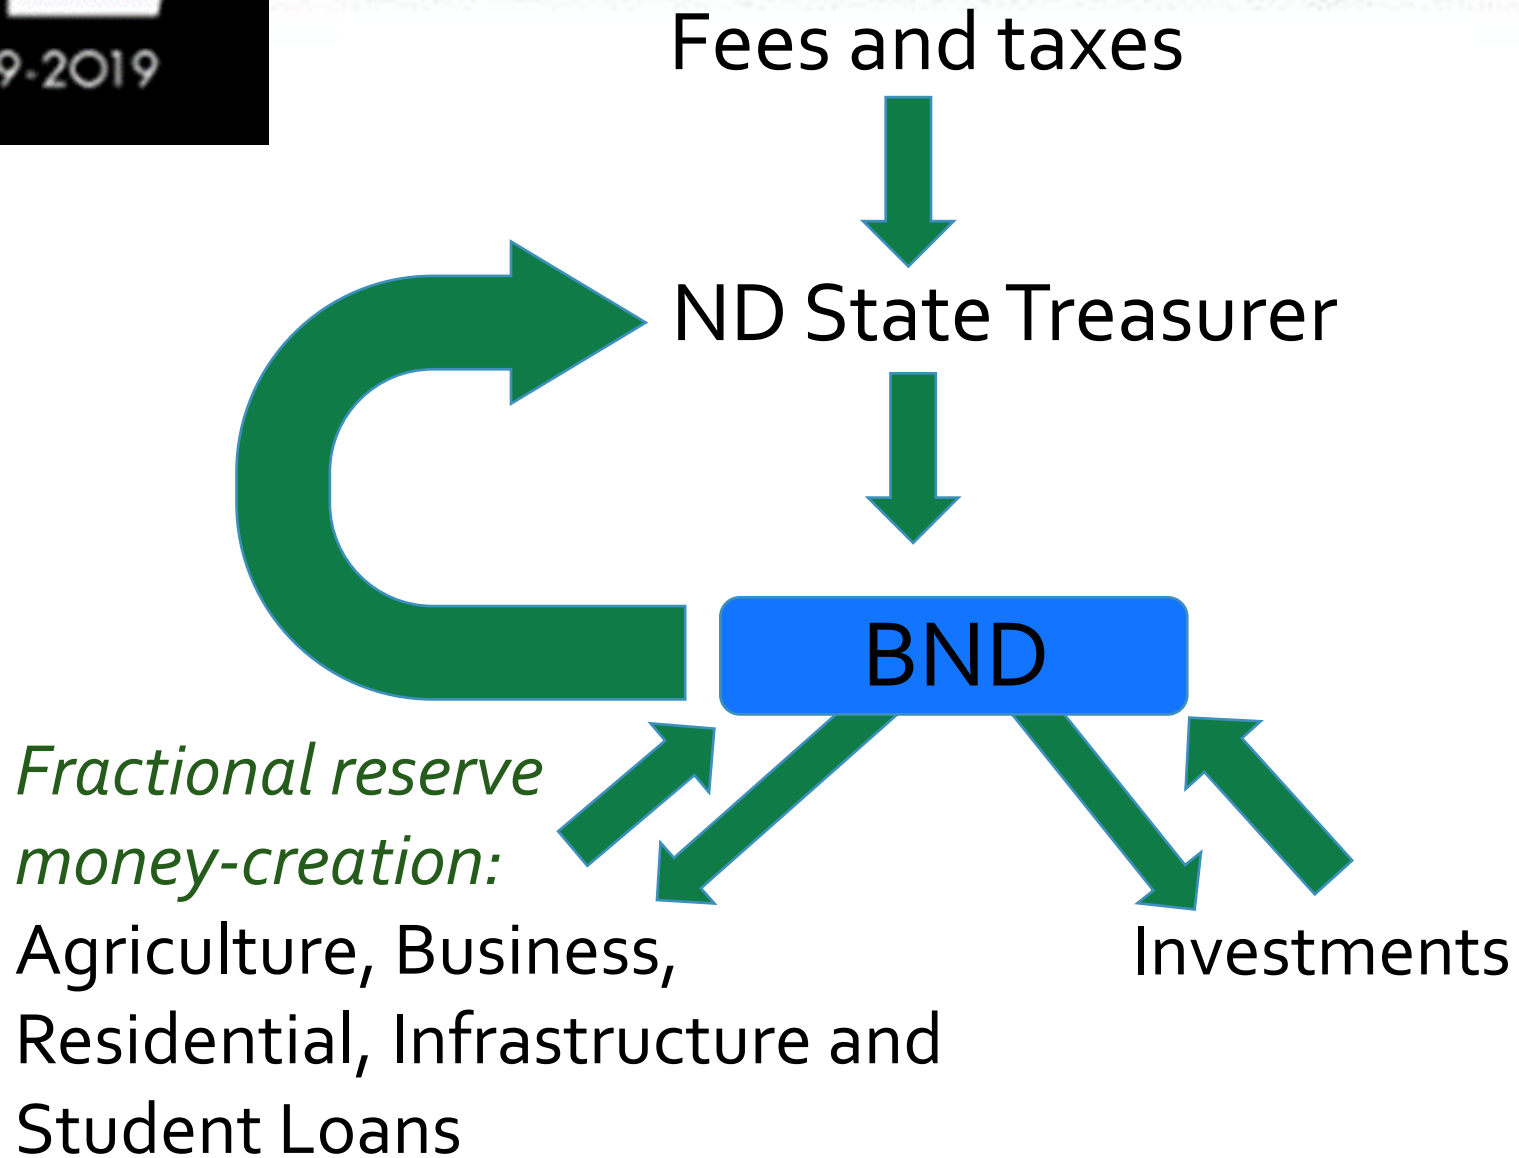 9-2019
Fees and taxes
ND State Treasurer
BND
Fractional reserve
money-creation:
Agriculture, Business,
Residential, Infrastructure and
Student Loans
Investments